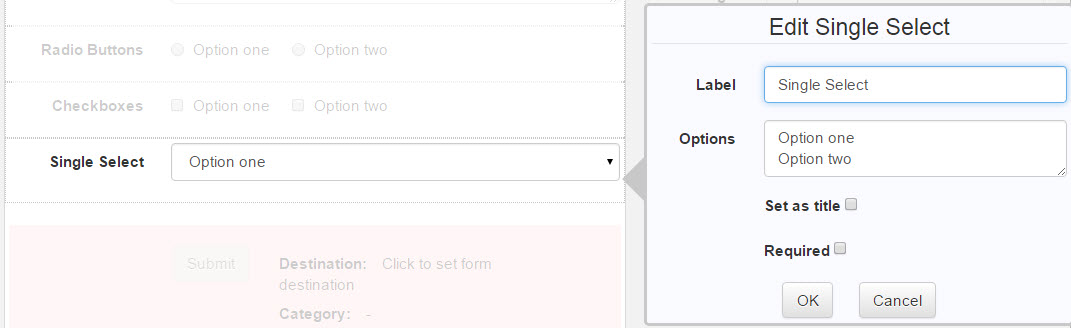 Radio Buttons Option one Option two
Checkboxes Option one Option two
Single Select Option one
Submit Destination: Click to set form
destination
Category: -
Edit Single Select
Label Single Select
Options Option one
Option two
Set as title
Required
OK Cancel